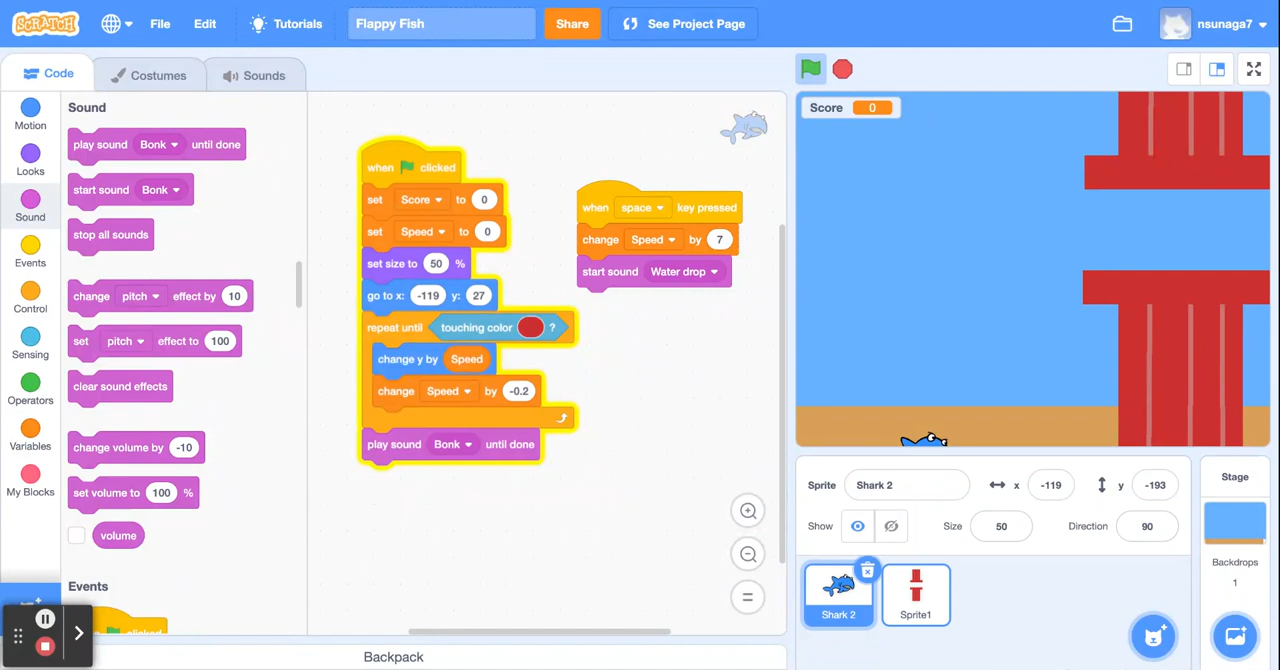 SCRATCH File Edit Tutorials Flappy Fish Share See Project Page nsunaga7
Code Costumes Sounds
Motion
Looks
Sound
Events
Control
Sensing
Operators
Variables
My Blocks
Sound
play sound Bonk until done
start sound Bonk
stop all sounds
change pitch effect by 10
set pitch effect to 100
clear sound effects
change volume by -10
set volume to 100 %
volume
Events
when clicked
when clicked
set Score to 0
set Speed to 0
set size to 50 %
go to x: -119 y: 27
repeat until touching color ?
change y by Speed
change Speed by -0.2
play sound Bonk until done
when space key pressed
change Speed by 7
start sound Water drop
Backpack
Score 0
Sprite Shark 2 x -119 y -193
Show Size 50 Direction 90
Shark 2
Sprite1
Stage
Backdrops
1